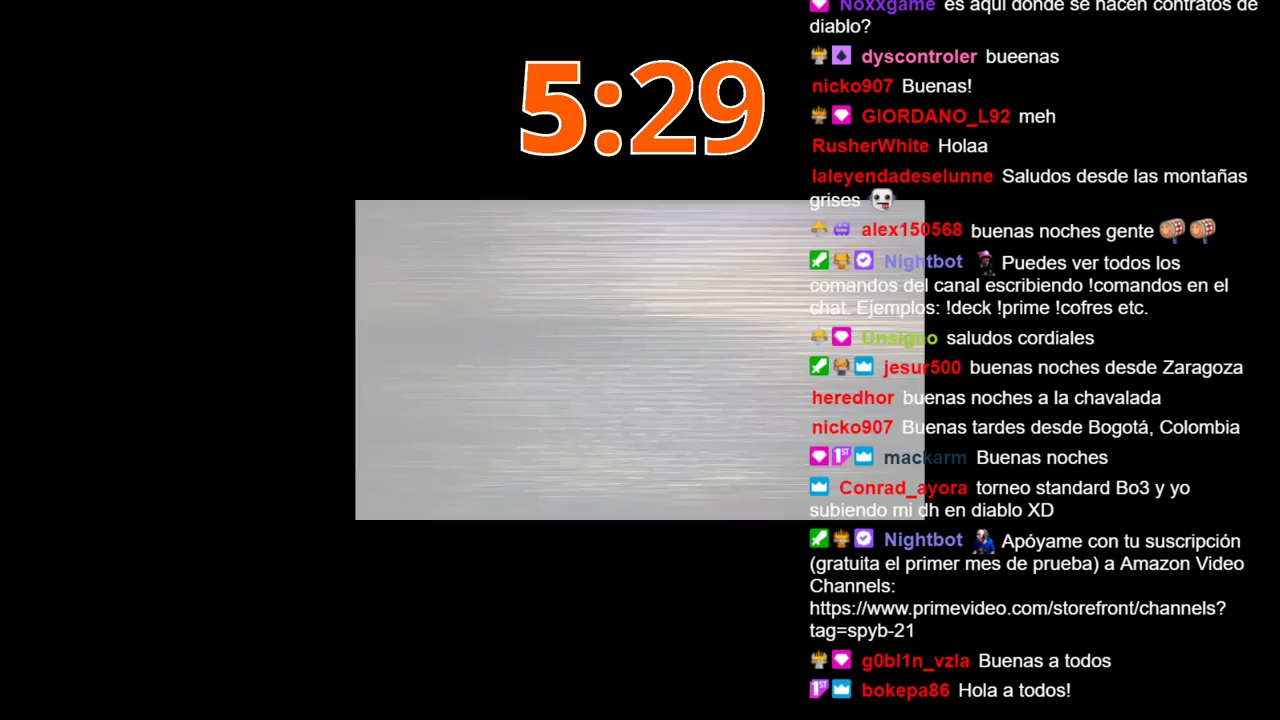 5:29
Noxxgame es aquí donde se hacen contratos de
diablo?
dyscontroler bueenas
nicko907 Buenas!
GIORDANO_L92 meh
RusherWhite Holaa
laleyendadeselunne Saludos desde las montañas
grises
alex150568 buenas noches gente
Nightbot Puedes ver todos los
comandos del canal escribiendo !comandos en el
chat. Ejemplos: !deck !prime !cofres etc.
Unsigno saludos cordiales
jesur500 buenas noches desde Zaragoza
heredhor buenas noches a la chavalada
nicko907 Buenas tardes desde Bogotá, Colombia
mackarm Buenas noches
Conrad_ayora torneo standard Bo3 y yo
subiendo mi dh en diablo XD
Nightbot Apóyame con tu suscripción
(gratuita el primer mes de prueba) a Amazon Video
Channels:
https://www.primevideo.com/storefront/channels?
tag=spyb-21
g0bl1n_vzla Buenas a todos
1ST bokepa86 Hola a todos!